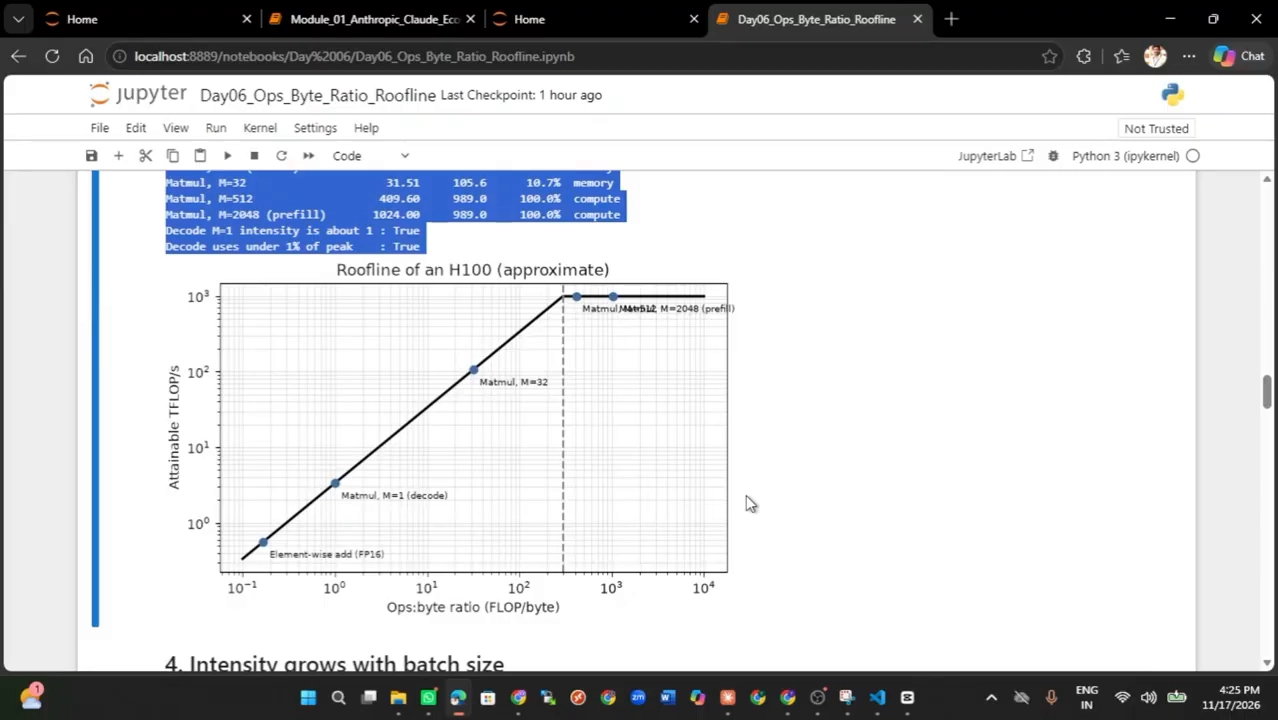 Home
Module_01_Anthropic_Claude_Eco
Home
Day06_Ops_Byte_Ratio_Roofline
localhost:8889/notebooks/Day%2006/Day06_Ops_Byte_Ratio_Roofline.ipynb
Chat
jupyter Day06_Ops_Byte_Ratio_Roofline Last Checkpoint: 1 hour ago
File Edit View Run Kernel Settings Help
Not Trusted
Code
JupyterLab
Python 3 (ipykernel)
Matmul, M=32 31.51 105.6 10.7% memory
Matmul, M=512 409.60 989.0 100.0% compute
Matmul, M=2048 (prefill) 1024.00 989.0 100.0% compute
Decode M=1 intensity is about 1 : True
Decode uses under 1% of peak : True
Roofline of an H100 (approximate)
10³
Matmul, M=512
Matmul, M=2048 (prefill)
10²
Matmul, M=32
Attainable TFLOP/s
10¹
Matmul, M=1 (decode)
10⁰
Element-wise add (FP16)
10⁻¹ 10⁰ 10¹ 10² 10³ 10⁴
Ops:byte ratio (FLOP/byte)
4. Intensity grows with batch size
1
zm
ENG
IN
4:25 PM
11/17/2026